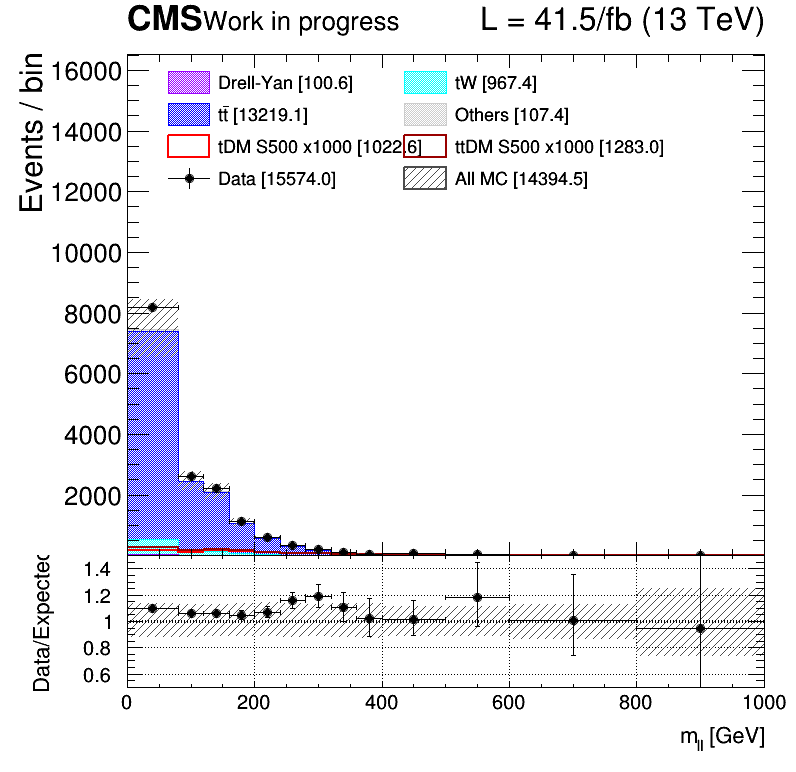 CMS Work in progress L = 41.5/fb (13 TeV)
Events / bin
16000
14000
12000
10000
8000
6000
4000
2000
Drell-Yan [100.6] tW [967.4]
tt̄ [13219.1] Others [107.4]
tDM S500 x1000 [1022.6] ttDM S500 x1000 [1283.0]
Data [15574.0] All MC [14394.5]
Data/Expected
1.4
1.2
1
0.8
0.6
0 200 400 600 800 1000
m_ll [GeV]